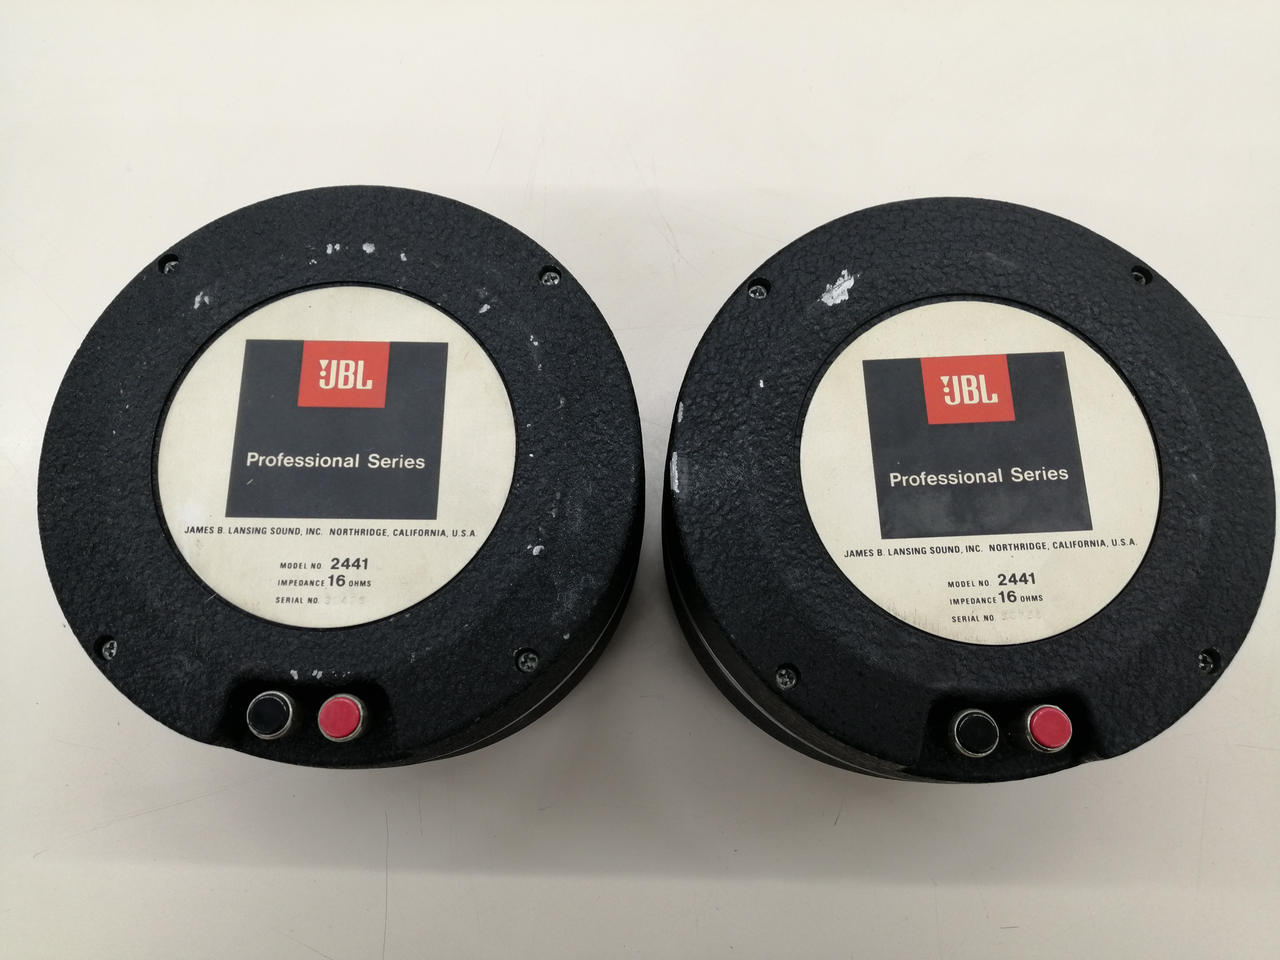 JBL
Professional Series
JAMES B. LANSING SOUND, INC. NORTHRIDGE, CALIFORNIA, U.S.A.
MODEL NO. 2441
IMPEDANCE 16 OHMS
SERIAL NO.
JBL
Professional Series
JAMES B. LANSING SOUND, INC. NORTHRIDGE, CALIFORNIA, U.S.A.
MODEL NO. 2441
IMPEDANCE 16 OHMS
SERIAL NO.